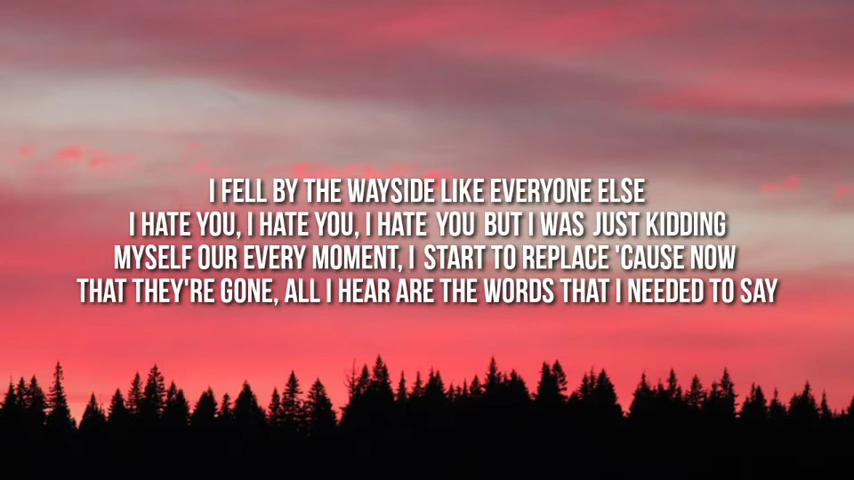 I FELL BY THE WAYSIDE LIKE EVERYONE ELSE
I HATE YOU, I HATE YOU, I HATE YOU BUT I WAS JUST KIDDING
MYSELF OUR EVERY MOMENT, I START TO REPLACE 'CAUSE NOW
THAT THEY'RE GONE, ALL I HEAR ARE THE WORDS THAT I NEEDED TO SAY